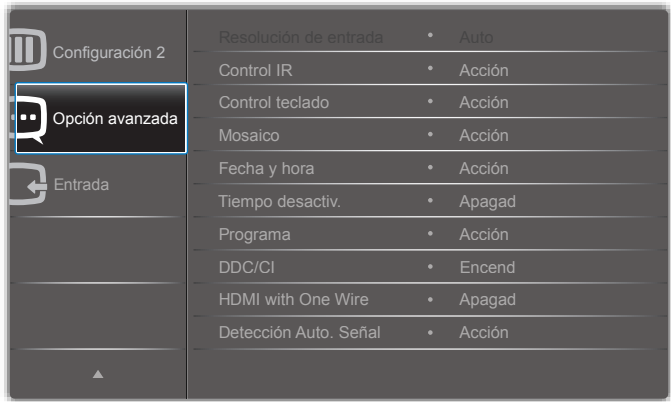 Configuración 2
Opción avanzada
Entrada
Resolución de entrada • Auto
Control IR • Acción
Control teclado • Acción
Mosaico • Acción
Fecha y hora • Acción
Tiempo desactiv. • Apagad
Programa • Acción
DDC/CI • Encend
HDMI with One Wire • Apagad
Detección Auto. Señal • Acción